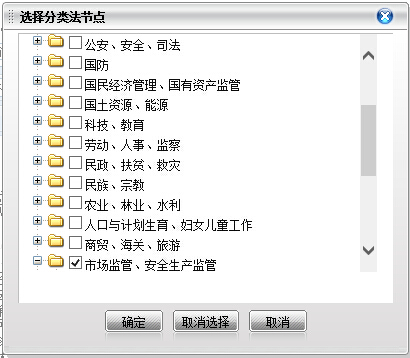 选择分类法节点
公安、安全、司法
国防
国民经济管理、国有资产监管
国土资源、能源
科技、教育
劳动、人事、监察
民政、扶贫、救灾
民族、宗教
农业、林业、水利
人口与计划生育、妇女儿童工作
商贸、海关、旅游
市场监管、安全生产监管
确定 取消选择 取消